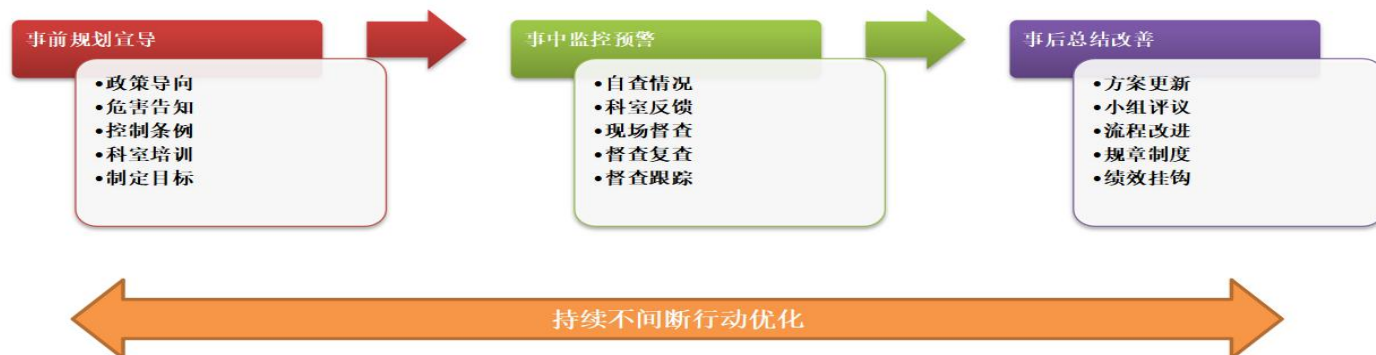 事前规划宣导
•政策导向
•危害告知
•控制条例
•科室培训
•制定目标
事中监控预警
•自查情况
•科室反馈
•现场督查
•督查复查
•督查跟踪
事后总结改善
•方案更新
•小组评议
•流程改进
•规章制度
•绩效挂钩
持续不间断行动优化